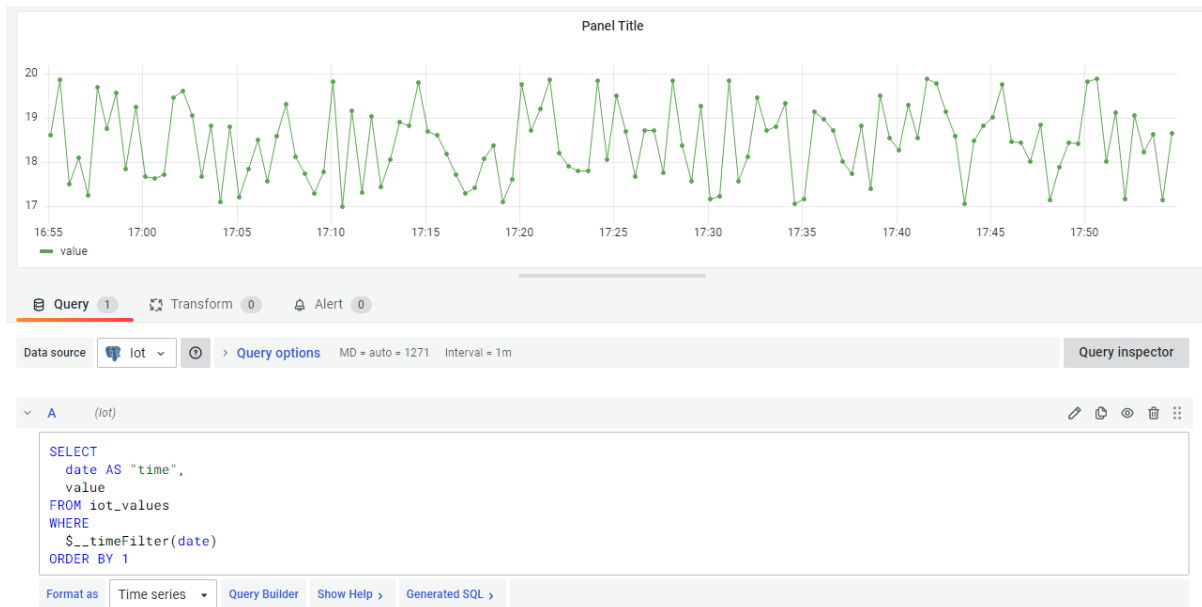 Panel Title
20
19
18
17
16:55 17:00 17:05 17:10 17:15 17:20 17:25 17:30 17:35 17:40 17:45 17:50
value
Query 1 Transform 0 Alert 0
Data source Iot Query options MD = auto = 1271 Interval = 1m Query inspector
A (Iot)
SELECT
date AS "time",
value
FROM iot_values
WHERE
$__timeFilter(date)
ORDER BY 1
Format as Time series Query Builder Show Help > Generated SQL >